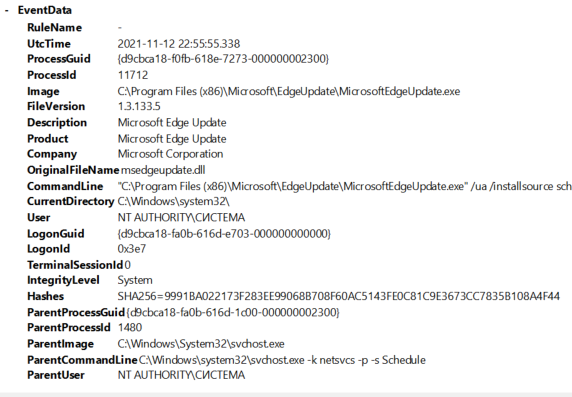 - EventData
RuleName -
UtcTime 2021-11-12 22:55:55.338
ProcessGuid {d9cbca18-f0fb-618e-7273-000000002300}
ProcessId 11712
Image C:\Program Files (x86)\Microsoft\EdgeUpdate\MicrosoftEdgeUpdate.exe
FileVersion 1.3.133.5
Description Microsoft Edge Update
Product Microsoft Edge Update
Company Microsoft Corporation
OriginalFileName msedgeupdate.dll
CommandLine "C:\Program Files (x86)\Microsoft\EdgeUpdate\MicrosoftEdgeUpdate.exe" /ua /installsource sch
CurrentDirectory C:\Windows\system32\
User NT AUTHORITY\СИСТЕМА
LogonGuid {d9cbca18-fa0b-616d-e703-000000000000}
LogonId 0x3e7
TerminalSessionId 0
IntegrityLevel System
Hashes SHA256=9991BA022173F283EE99068B708F60AC5143FE0C81C9E3673CC7835B108A4F44
ParentProcessGuid {d9cbca18-fa0b-616d-1c00-000000002300}
ParentProcessId 1480
ParentImage C:\Windows\System32\svchost.exe
ParentCommandLine C:\Windows\system32\svchost.exe -k netsvcs -p -s Schedule
ParentUser NT AUTHORITY\СИСТЕМА